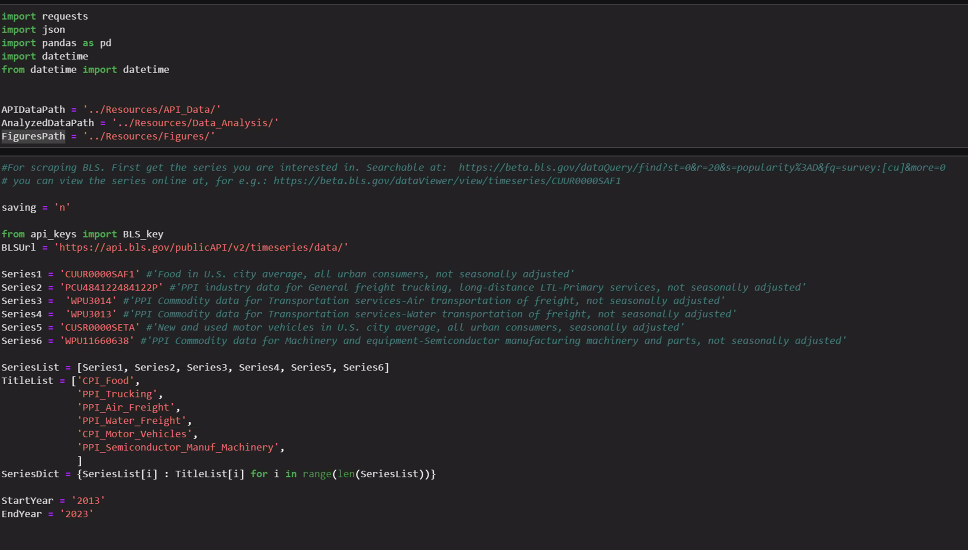 import requests
import json
import pandas as pd
import datetime
from datetime import datetime
APIDataPath = '../Resources/API_Data/'
AnalyzedDataPath = '../Resources/Data_Analysis/'
FiguresPath = '../Resources/Figures/'
#For scraping BLS. First get the series you are interested in. Searchable at:  https://beta.bls.gov/dataQuery/find?st=0&r=20&s=popularity%3AD&fq=survey:[cu]&more=0
# you can view the series online at, for e.g.: https://beta.bls.gov/dataViewer/view/timeseries/CUUR0000SAF1
saving = 'n'
from api_keys import BLS_key
BLSUrl = 'https://api.bls.gov/publicAPI/v2/timeseries/data/'
Series1 = 'CUUR0000SAF1' #'Food in U.S. city average, all urban consumers, not seasonally adjusted'
Series2 = 'PCU484122484122P' #'PPI industry data for General freight trucking, long-distance LTL-Primary services, not seasonally adjusted'
Series3 =  'WPU3014' #'PPI Commodity data for Transportation services-Air transportation of freight, not seasonally adjusted'
Series4 =  'WPU3013' #'PPI Commodity data for Transportation services-Water transportation of freight, not seasonally adjusted'
Series5 = 'CUSR0000SETA' #'New and used motor vehicles in U.S. city average, all urban consumers, seasonally adjusted'
Series6 = 'WPU11660638' #'PPI Commodity data for Machinery and equipment-Semiconductor manufacturing machinery and parts, not seasonally adjusted'
SeriesList = [Series1, Series2, Series3, Series4, Series5, Series6]
TitleList = ['CPI_Food',
'PPI_Trucking',
'PPI_Air_Freight',
'PPI_Water_Freight',
'CPI_Motor_Vehicles',
'PPI_Semiconductor_Manuf_Machinery',
]
SeriesDict = {SeriesList[i] : TitleList[i] for i in range(len(SeriesList))}
StartYear = '2013'
EndYear = '2023'